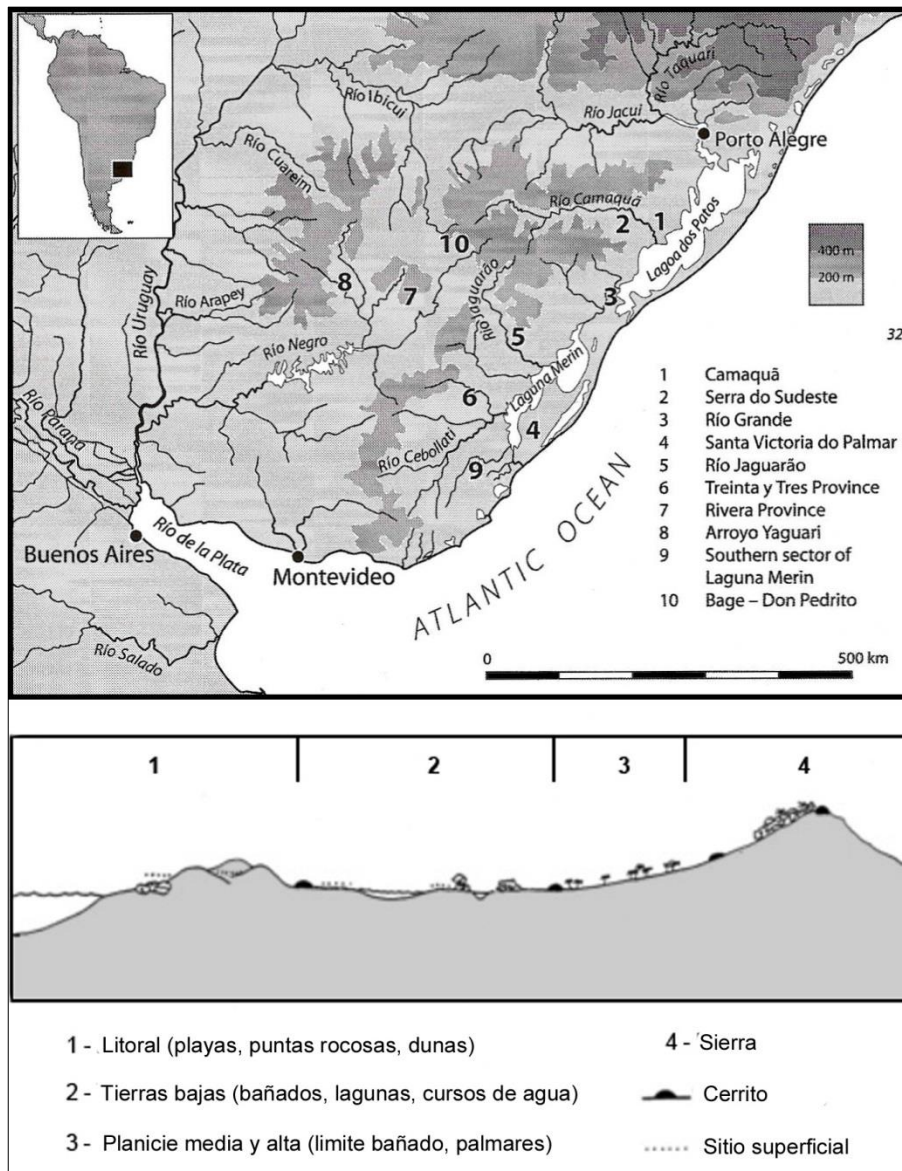 Río Taquari
Río Ibicui
Río Jacui
Porto Alegre
Río Cuareim
Río Camaquã
2
1
Lagoa dos Patos
10
400 m
200 m
8
7
3
Río Arapey
Río Uruguay
Río Jaguarão
5
32
Río Negro
Laguna Merin
6
4
Río Paraná
Río Cebollati
9
Río de la Plata
Buenos Aires
Montevideo
ATLANTIC OCEAN
Río Salado
1 Camaquã
2 Serra do Sudeste
3 Río Grande
4 Santa Victoria do Palmar
5 Río Jaguarão
6 Treinta y Tres Province
7 Rivera Province
8 Arroyo Yaguari
9 Southern sector of
Laguna Merin
10 Bage – Don Pedrito
0 500 km
1 2 3 4
1 - Litoral (playas, puntas rocosas, dunas)
2 - Tierras bajas (bañados, lagunas, cursos de agua)
3 - Planicie media y alta (limite bañado, palmares)
4 - Sierra
Cerrito
Sitio superficial